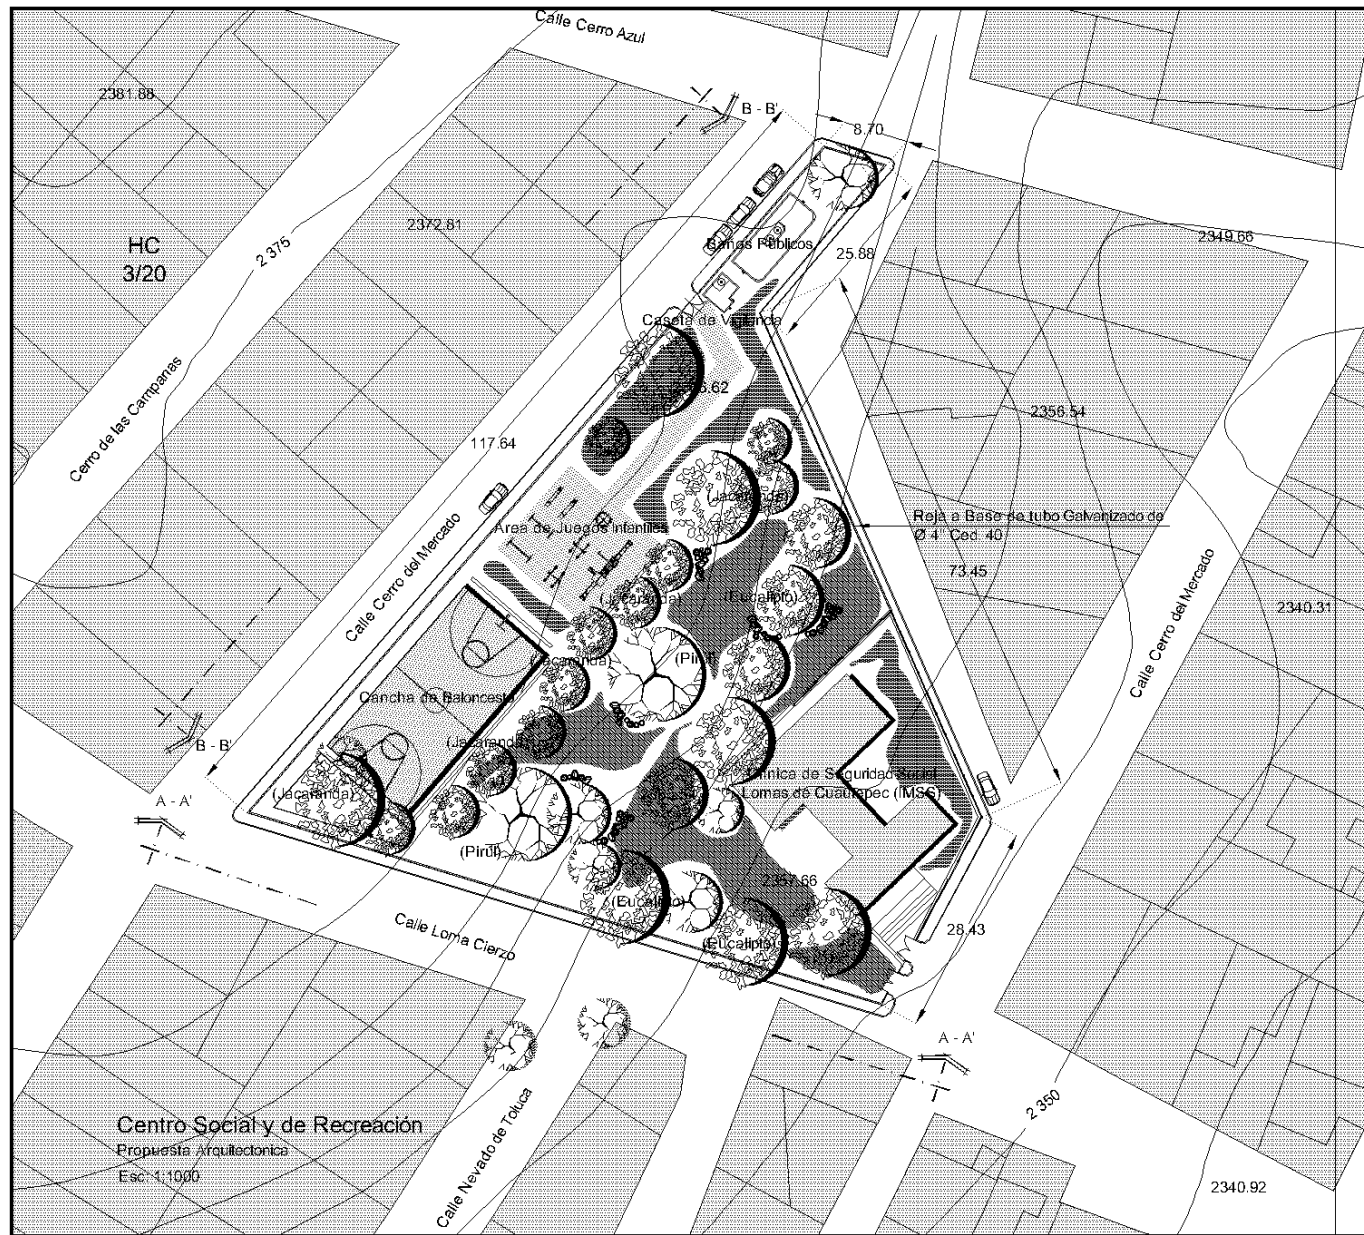 Calle Cerro Azul
2381.88
B - B'
8.70
2372.81
2349.66
HC
3/20
2 375
Baños Públicos
25.88
Caseta de Vigilancia
Cerro de las Campanas
2356.54
117.64
(Jacaranda)
Reja a Base de tubo Galvanizado de
Ø 4" Ced. 40
Area de Juegos Infantiles
Calle Cerro del Mercado
73.45
(Jacaranda)
(Eucalipto)
2340.31
Calle Cerro del Mercado
(Jacaranda)
(Pirul)
Cancha de Baloncesto
B - B'
(Jacaranda)
Clinica de Seguridad Social
Lomas de Cuautepec (IMSS)
(Jacaranda)
A - A'
(Pirul)
2357.66
(Eucalipto)
Calle Loma Cierzo
28.43
(Eucalipto)
A - A'
2 350
Calle Nevado de Toluca
Centro Social y de Recreación
Propuesta Arquitectonica
Esc: 1:1000
2340.92